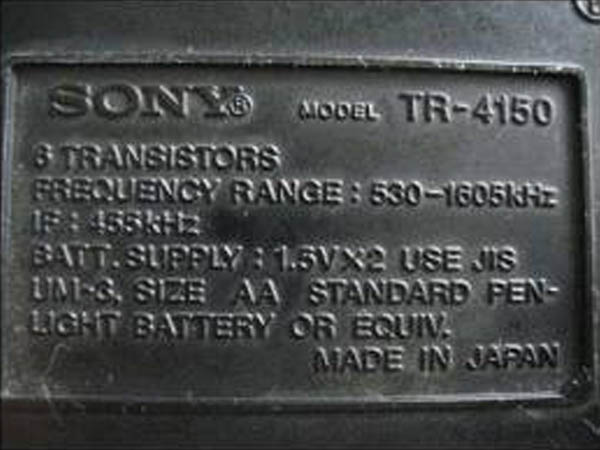 SONY® MODEL TR-4150
6 TRANSISTORS
FREQUENCY RANGE : 530-1605kHz
IF : 455kHz
BATT. SUPPLY : 1.5V×2 USE JIS
UM-3, SIZE AA STANDARD PEN-
LIGHT BATTERY OR EQUIV.
MADE IN JAPAN